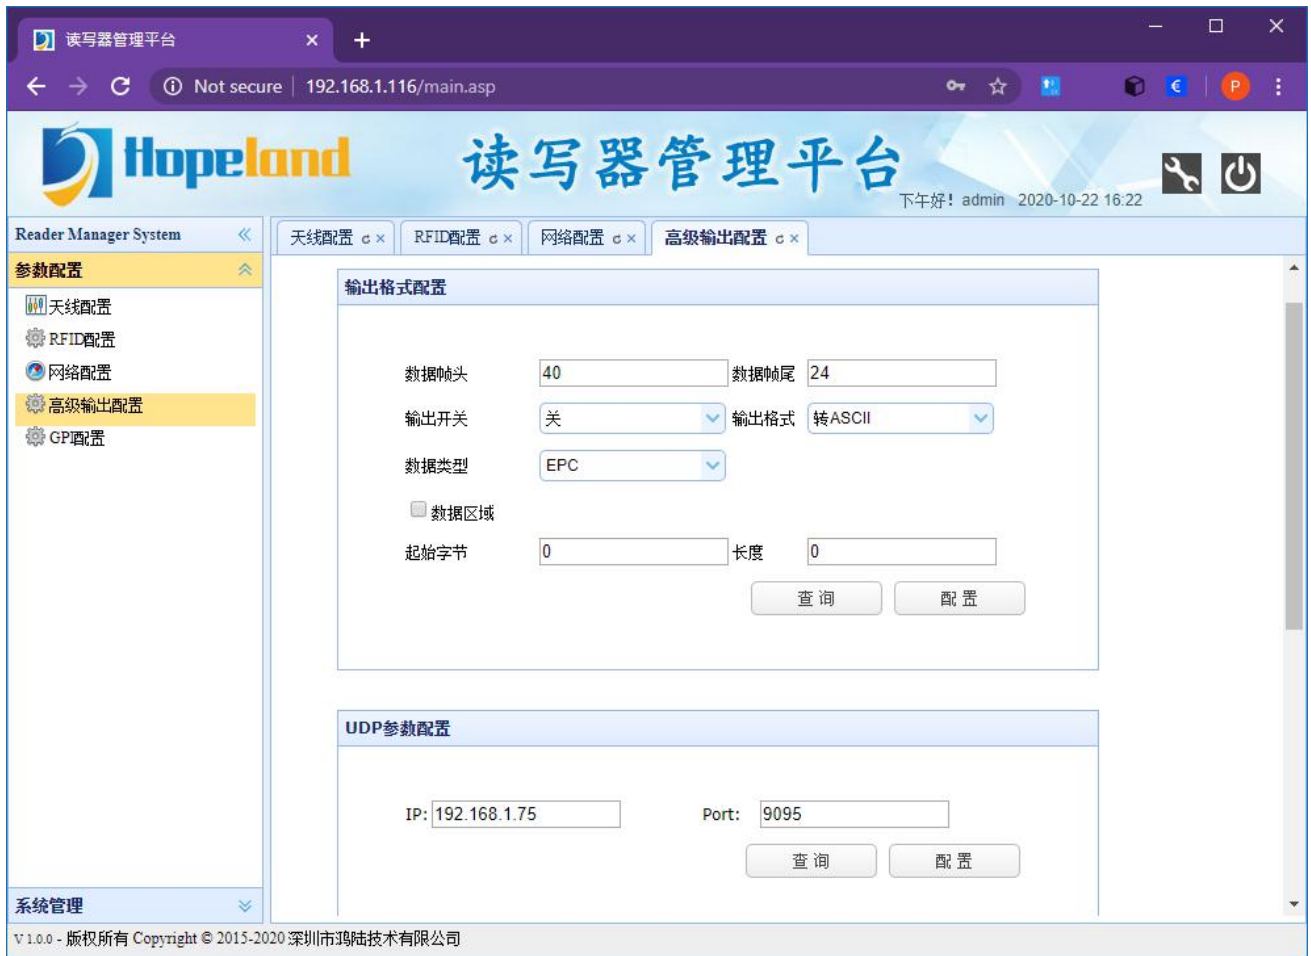 读写器管理平台
Not secure | 192.168.1.116/main.asp
P
Hopeland
读写器管理平台
下午好! admin 2020-10-22 16:22
Reader Manager System
天线配置
RFID配置
网络配置
高级输出配置
参数配置
天线配置
RFID配置
网络配置
高级输出配置
GPI配置
输出格式配置
数据帧头 40 数据帧尾 24
输出开关 关 输出格式 转ASCII
数据类型 EPC
数据区域
起始字节 0 长度 0
查 询 配 置
UDP参数配置
IP: 192.168.1.75 Port: 9095
查 询 配 置
系统管理
V 1.0.0 - 版权所有 Copyright © 2015-2020 深圳市鸿陆技术有限公司